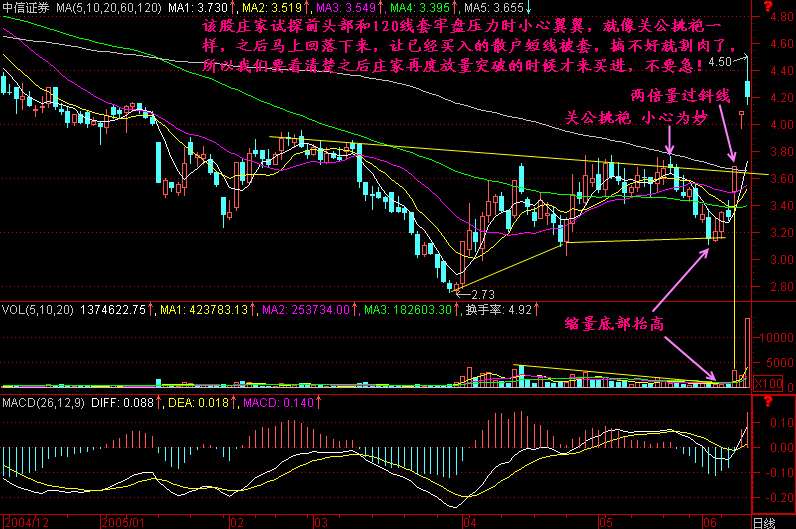 中信证券 MA(5,10,20,60,120) MA1: 3.730↑, MA2: 3.519↑, MA3: 3.549↑, MA4: 3.395↑, MA5: 3.655↓
?
该股庄家试探前头部和120线套牢盘压力时小心翼翼，就像关公挑袍一
样，之后马上回落下来，让已经买入的散户短线被套，搞不好就割肉了，
所以我们要看清楚之后庄家再度放量突破的时候才来买进，不要急！
4.50
两倍量过斜线
关公挑袍 小心为妙
4.80
4.60
4.40
4.20
4.00
3.80
3.60
3.40
3.20
3.00
2.80
2.73
缩量底部抬高
VOL(5,10,20) 1374622.75↑, MA1: 423783.13↑, MA2: 253734.00↑, MA3: 182603.30↑, 换手率: 4.92↑
10000
5000
0
X100
MACD(26,12,9) DIFF: 0.088↑, DEA: 0.018↑, MACD: 0.140↑
?
0.10
0.00
-0.10
-0.20
2004/12 2005/01 02 03 04 05 06 日线